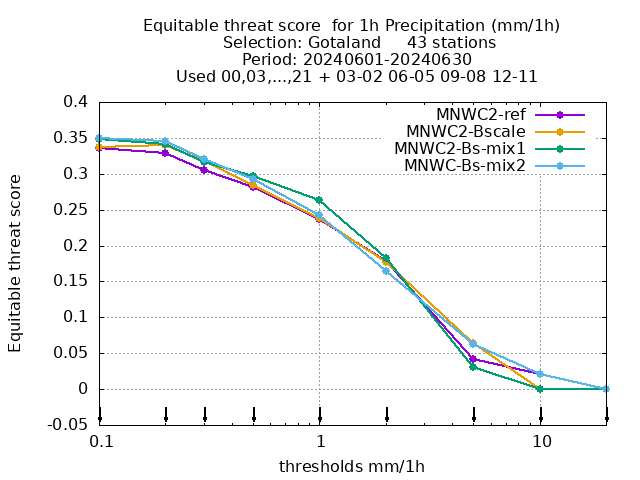 Equitable threat score  for 1h Precipitation (mm/1h)
Selection: Gotaland     43 stations
Period: 20240601-20240630
Used 00,03,...,21 + 03-02 06-05 09-08 12-11
MNWC2-ref
MNWC2-Bscale
MNWC2-Bs-mix1
MNWC-Bs-mix2
Equitable threat score
0.4
0.35
0.3
0.25
0.2
0.15
0.1
0.05
0
-0.05
0.1
1
10
thresholds mm/1h